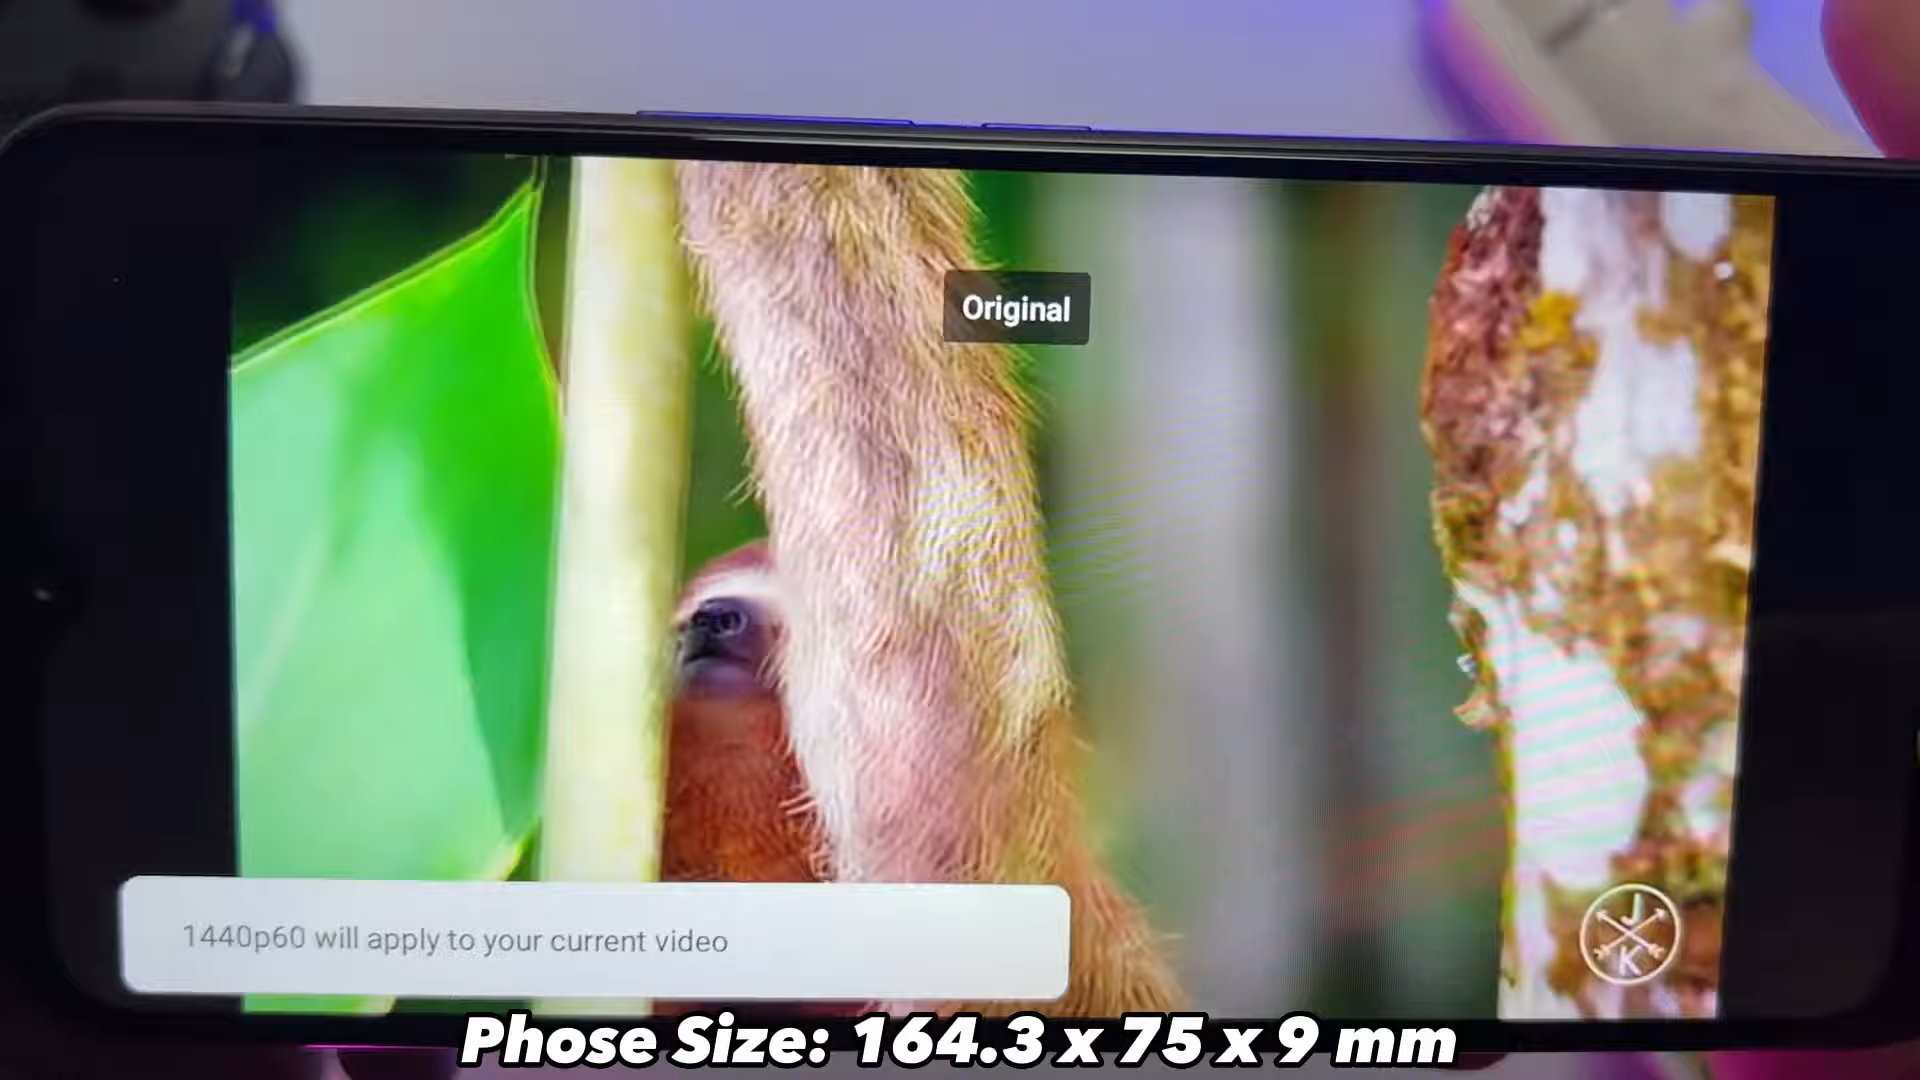 Original
1440p60 will apply to your current video
J
K
Phose Size: 164.3 x 75 x 9 mm